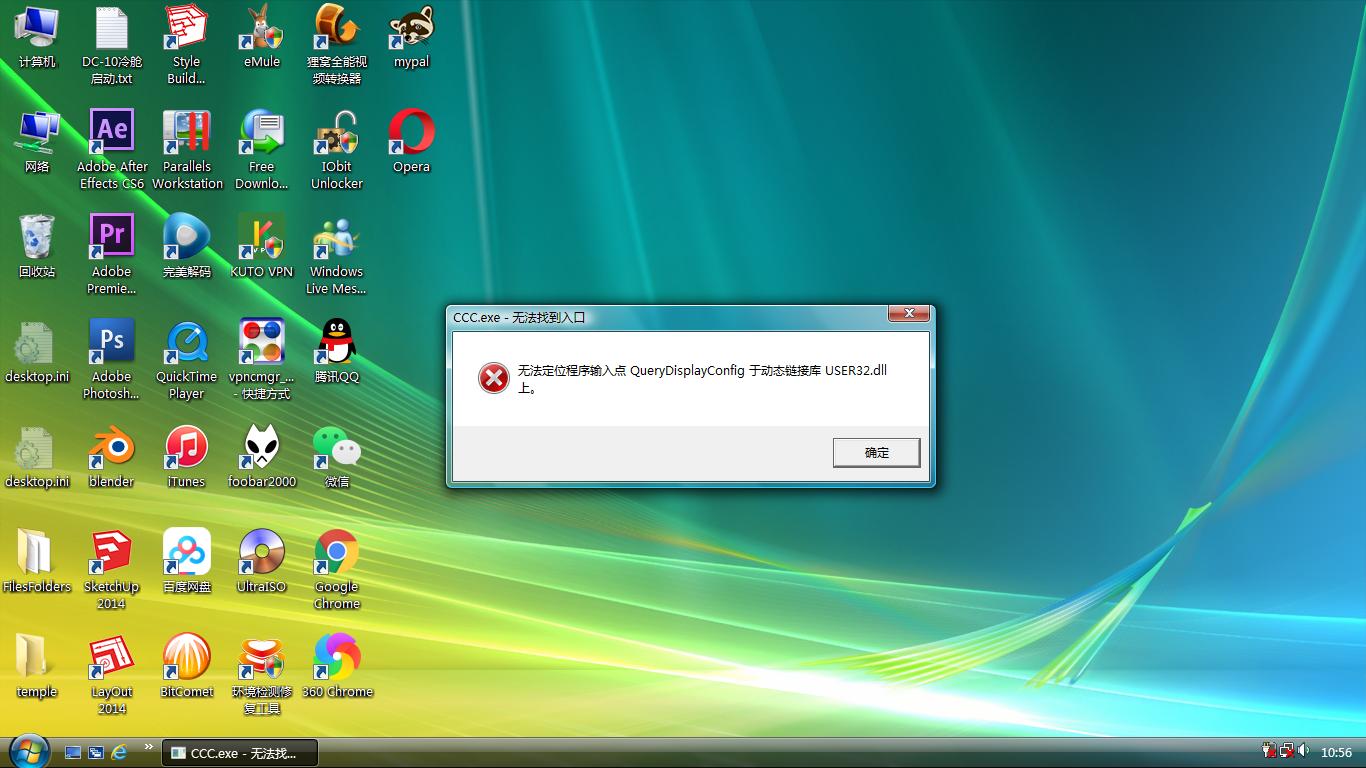 计算机
DC-10冷舱
启动.txt
Style
Build...
eMule
狸窝全能视
频转换器
mypal
网络
Ae
Adobe After
Effects CS6
Parallels
Workstation
Free
Downlo...
IObit
Unlocker
Opera
回收站
Pr
Adobe
Premie...
完美解码
KUTO VPN
Windows
Live Mes...
desktop.ini
Ps
Adobe
Photosh...
QuickTime
Player
vpncmgr_...
- 快捷方式
腾讯QQ
desktop.ini
blender
iTunes
foobar2000
微信
FilesFolders
SketchUp
2014
百度网盘
UltraISO
Google
Chrome
temple
LayOut
2014
BitComet
环境检测修
复工具
360 Chrome
CCC.exe - 无法找到入口
无法定位程序输入点 QueryDisplayConfig 于动态链接库 USER32.dll
上。
确定
CCC.exe - 无法找...
10:56